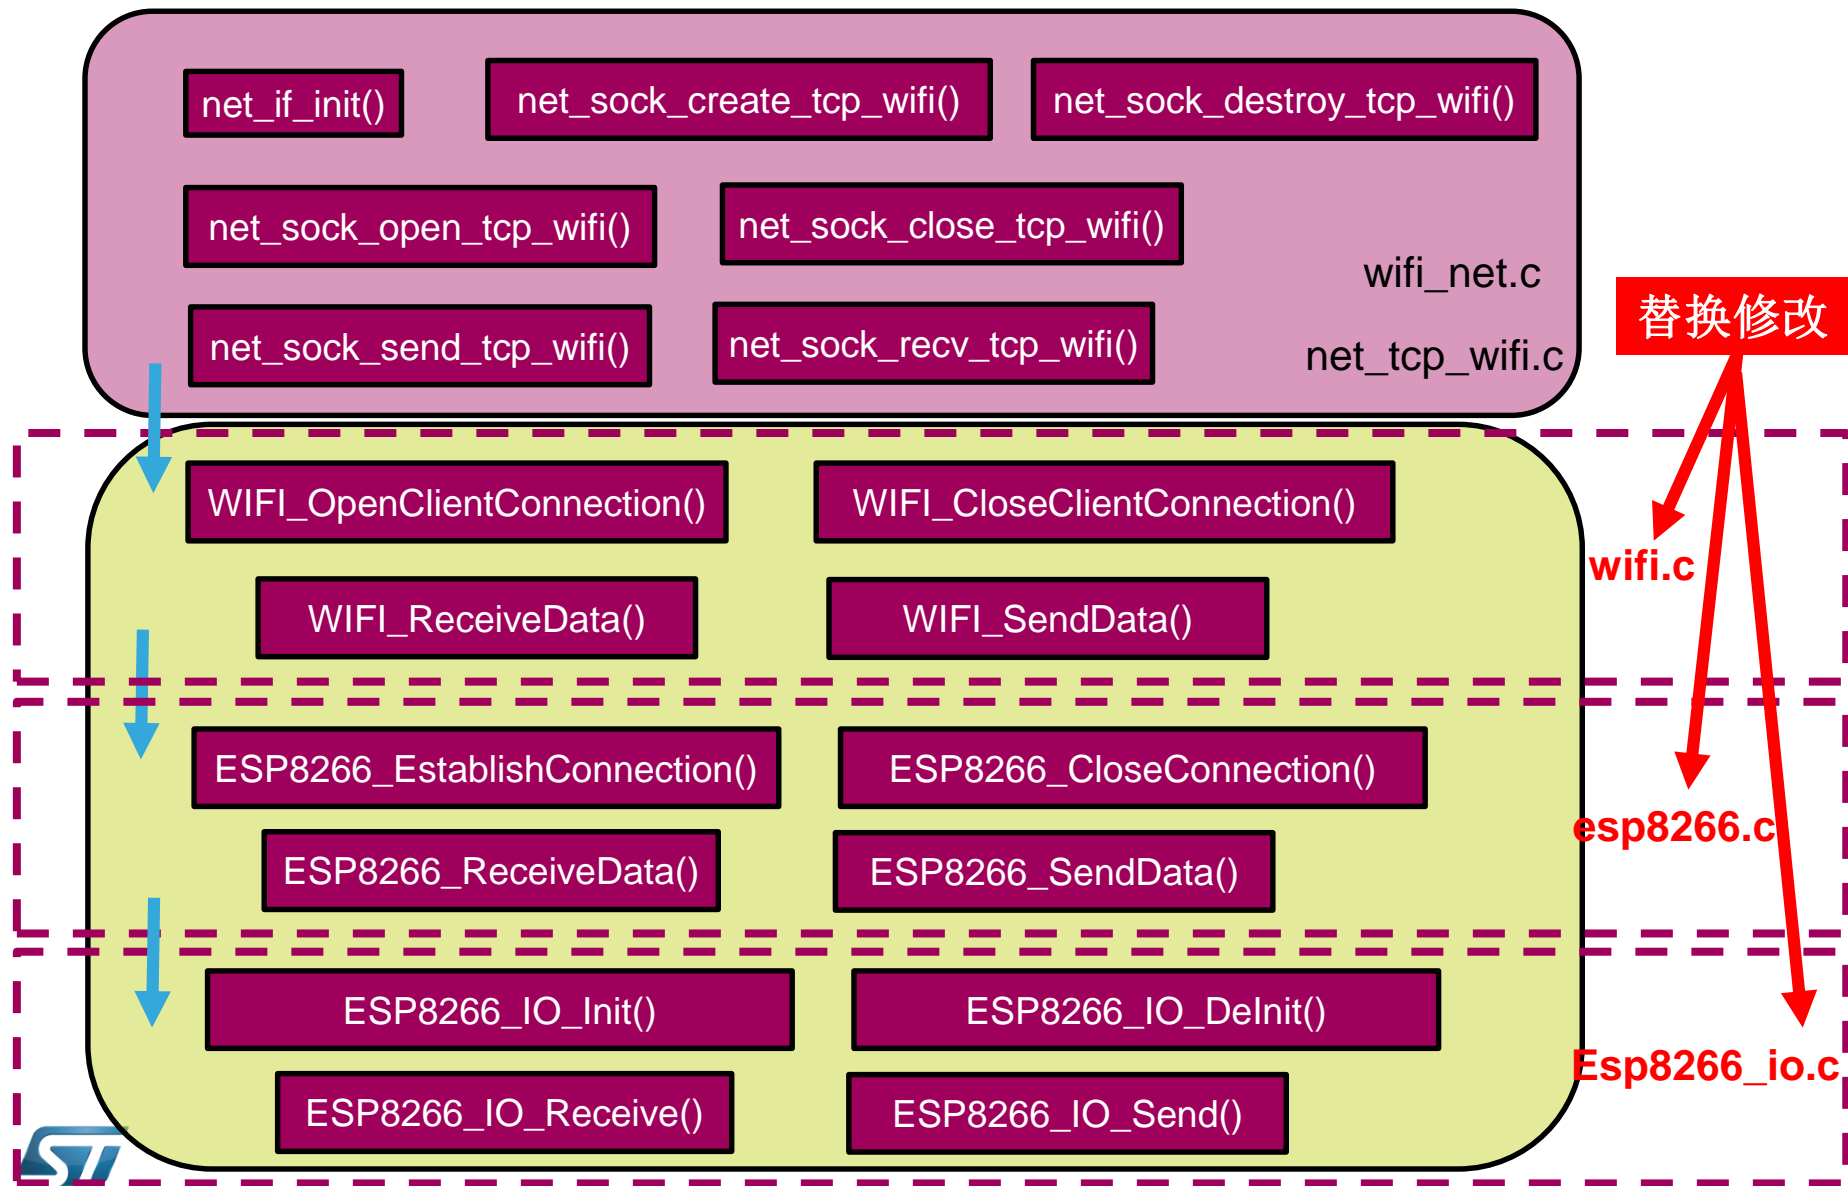 net_if_init()
net_sock_create_tcp_wifi()
net_sock_destroy_tcp_wifi()
net_sock_open_tcp_wifi()
net_sock_close_tcp_wifi()
wifi_net.c
替换修改
net_sock_send_tcp_wifi()
net_sock_recv_tcp_wifi()
net_tcp_wifi.c
WIFI_OpenClientConnection()
WIFI_CloseClientConnection()
wifi.c
WIFI_ReceiveData()
WIFI_SendData()
ESP8266_EstablishConnection()
ESP8266_CloseConnection()
esp8266.c
ESP8266_ReceiveData()
ESP8266_SendData()
ESP8266_IO_Init()
ESP8266_IO_DeInit()
Esp8266_io.c
ESP8266_IO_Receive()
ESP8266_IO_Send()
ST